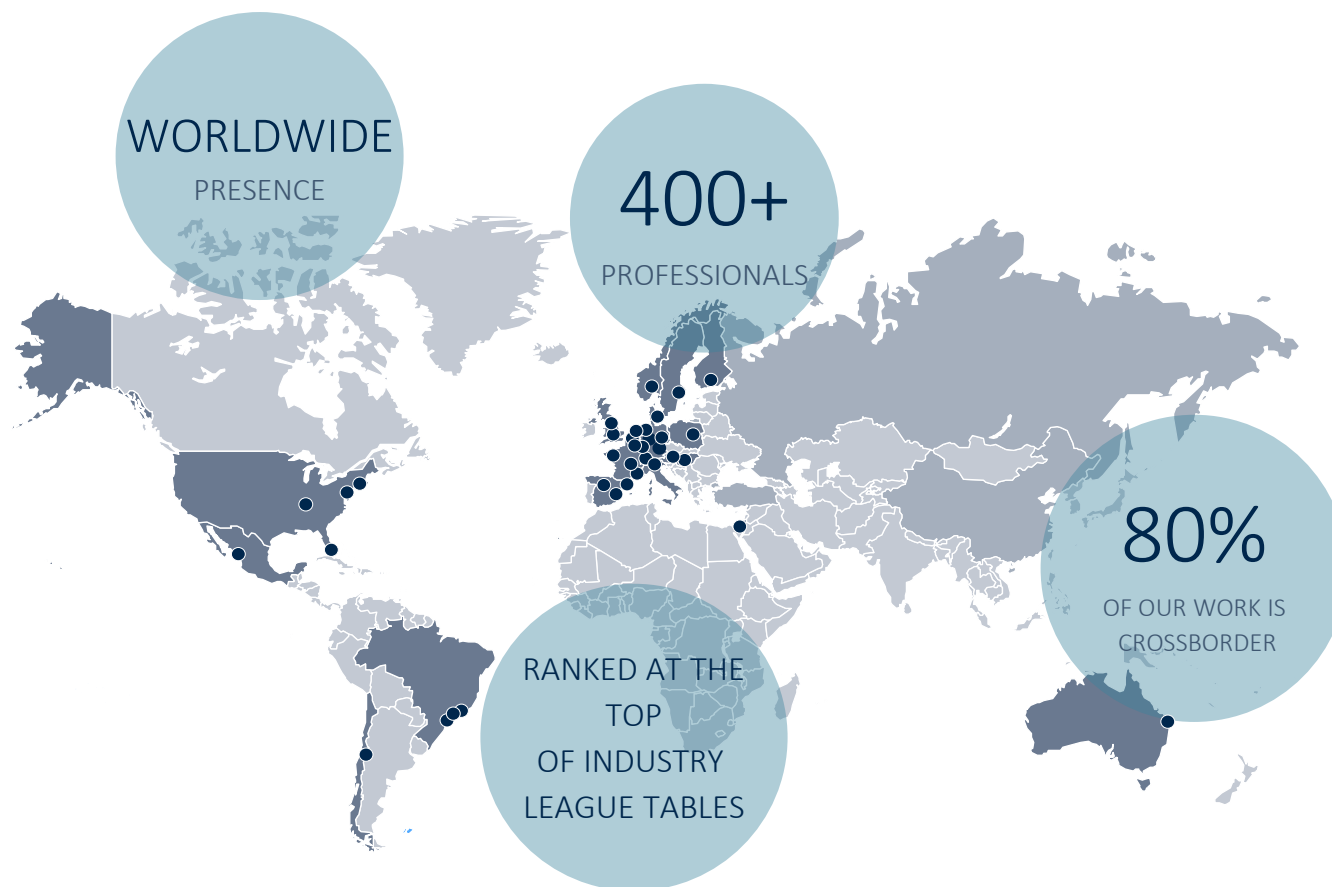 WORLDWIDE
PRESENCE
400+
PROFESSIONALS
80%
OF OUR WORK IS
CROSSBORDER
RANKED AT THE
TOP
OF INDUSTRY
LEAGUE TABLES